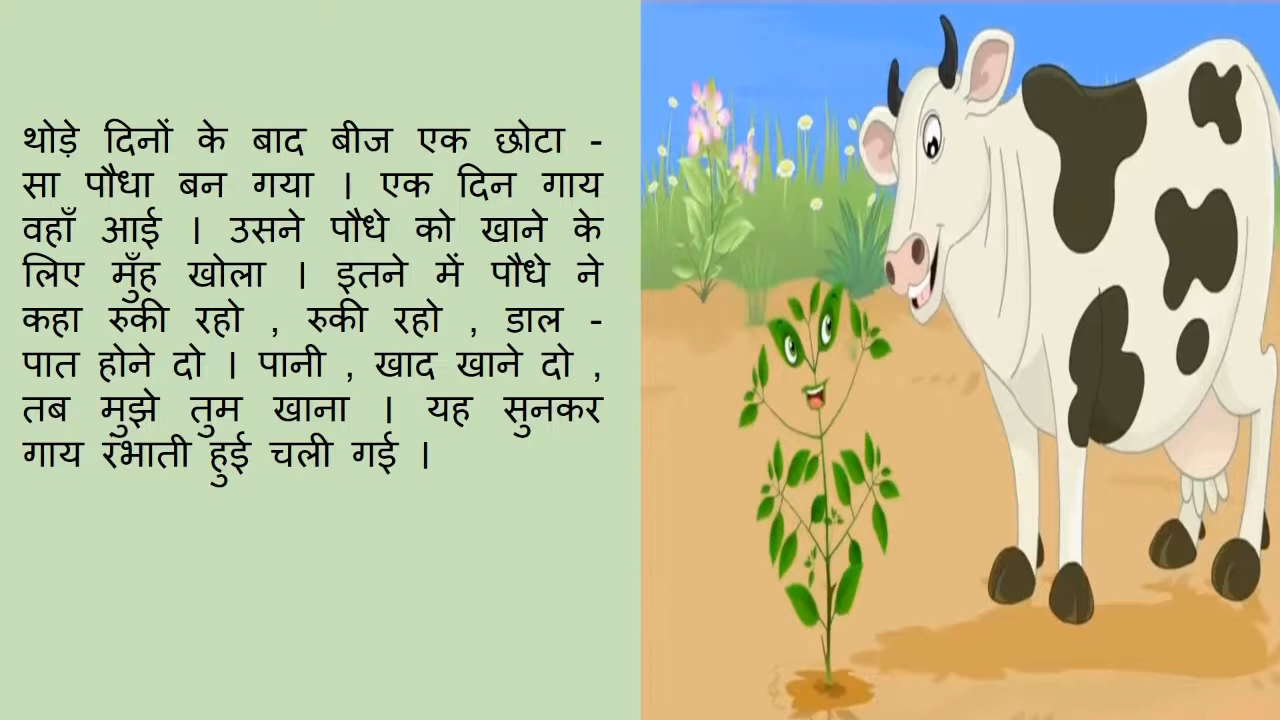 थोड़े दिनों के बाद बीज एक छोटा -
सा पौधा बन गया । एक दिन गाय
वहाँ आई । उसने पौधे को खाने के
लिए मुँह खोला । इतने में पौधे ने
कहा रुकी रहो , रुकी रहो , डाल -
पात होने दो । पानी , खाद खाने दो ,
तब मुझे तुम खाना । यह सुनकर
गाय रंभाती हुई चली गई ।